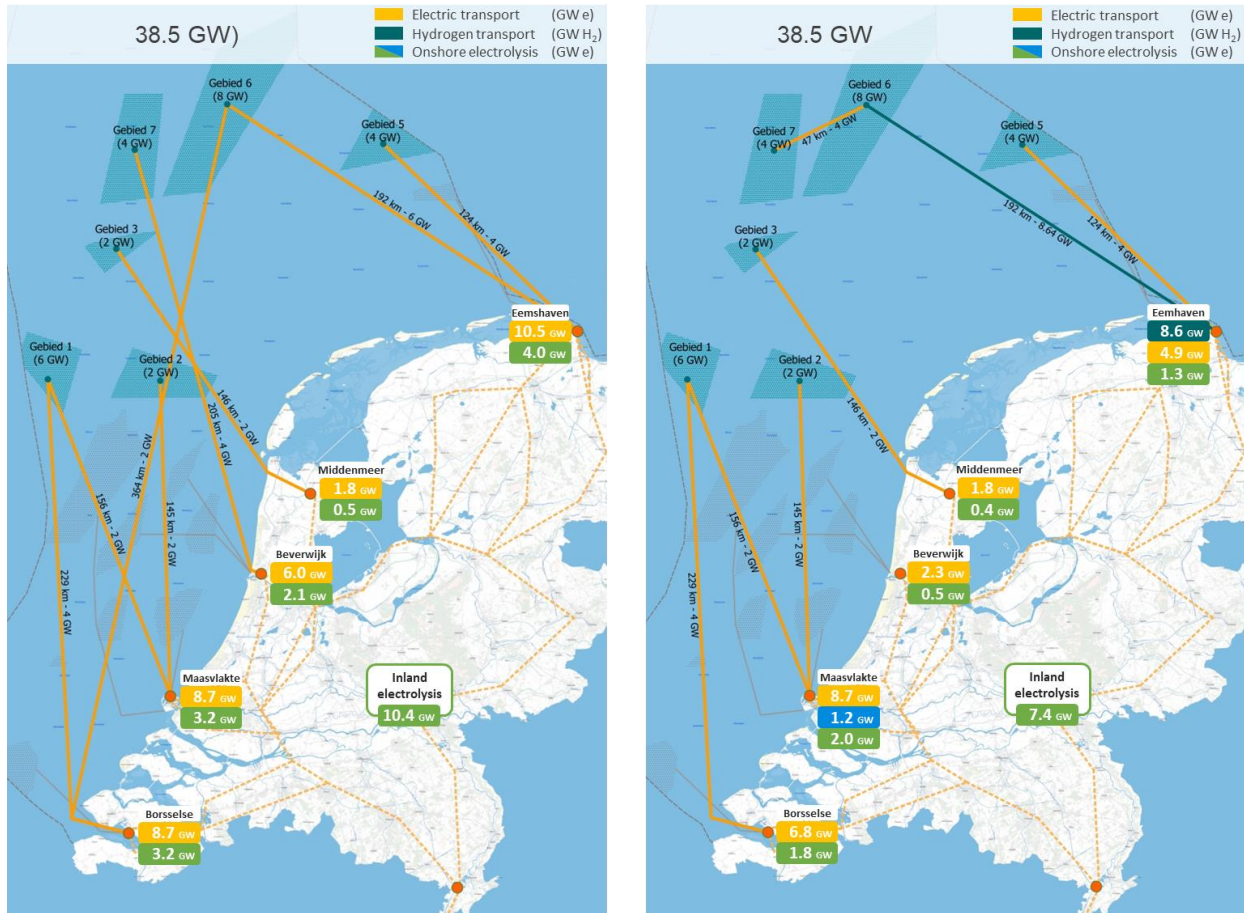 38.5 GW)
Electric transport (GW e)
Hydrogen transport (GW H₂)
Onshore electrolysis (GW e)
Gebied 6
(8 GW)
Gebied 7
(4 GW)
Gebied 5
(4 GW)
192 km - 6 GW
124 km - 4 GW
Gebied 3
(2 GW)
Eemshaven
10.5 GW
4.0 GW
Gebied 1
(6 GW)
Gebied 2
(2 GW)
146 km - 2 GW
205 km - 4 GW
364 km - 2 GW
156 km - 2 GW
145 km - 2 GW
229 km - 4 GW
Middenmeer
1.8 GW
0.5 GW
Beverwijk
6.0 GW
2.1 GW
Maasvlakte
8.7 GW
3.2 GW
Inland
electrolysis
10.4 GW
Borsselse
8.7 GW
3.2 GW
38.5 GW
Electric transport (GW e)
Hydrogen transport (GW H₂)
Onshore electrolysis (GW e)
Gebied 6
(8 GW)
Gebied 7
(4 GW)
47 km - 4 GW
Gebied 5
(4 GW)
192 km - 8.64 GW
124 km - 4 GW
Gebied 3
(2 GW)
Eemhaven
8.6 GW
4.9 GW
1.3 GW
Gebied 1
(6 GW)
Gebied 2
(2 GW)
146 km - 2 GW
156 km - 2 GW
145 km - 2 GW
229 km - 4 GW
Middenmeer
1.8 GW
0.4 GW
Beverwijk
2.3 GW
0.5 GW
Maasvlakte
8.7 GW
1.2 GW
2.0 GW
Inland
electrolysis
7.4 GW
Borsselse
6.8 GW
1.8 GW